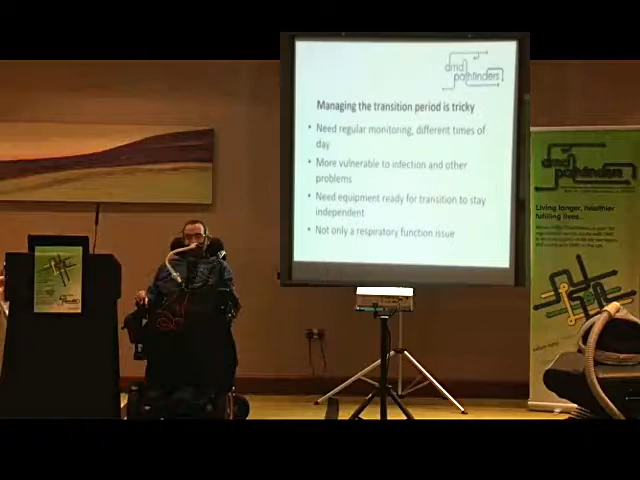 dmd
pathfinders
Managing the transition period is tricky
• Need regular monitoring, different times of
day
• More vulnerable to infection and other
problems
• Need equipment ready for transition to stay
independent
• Not only a respiratory function issue
dmd
pathfinders
Living longer, healthier
fulfilling lives...